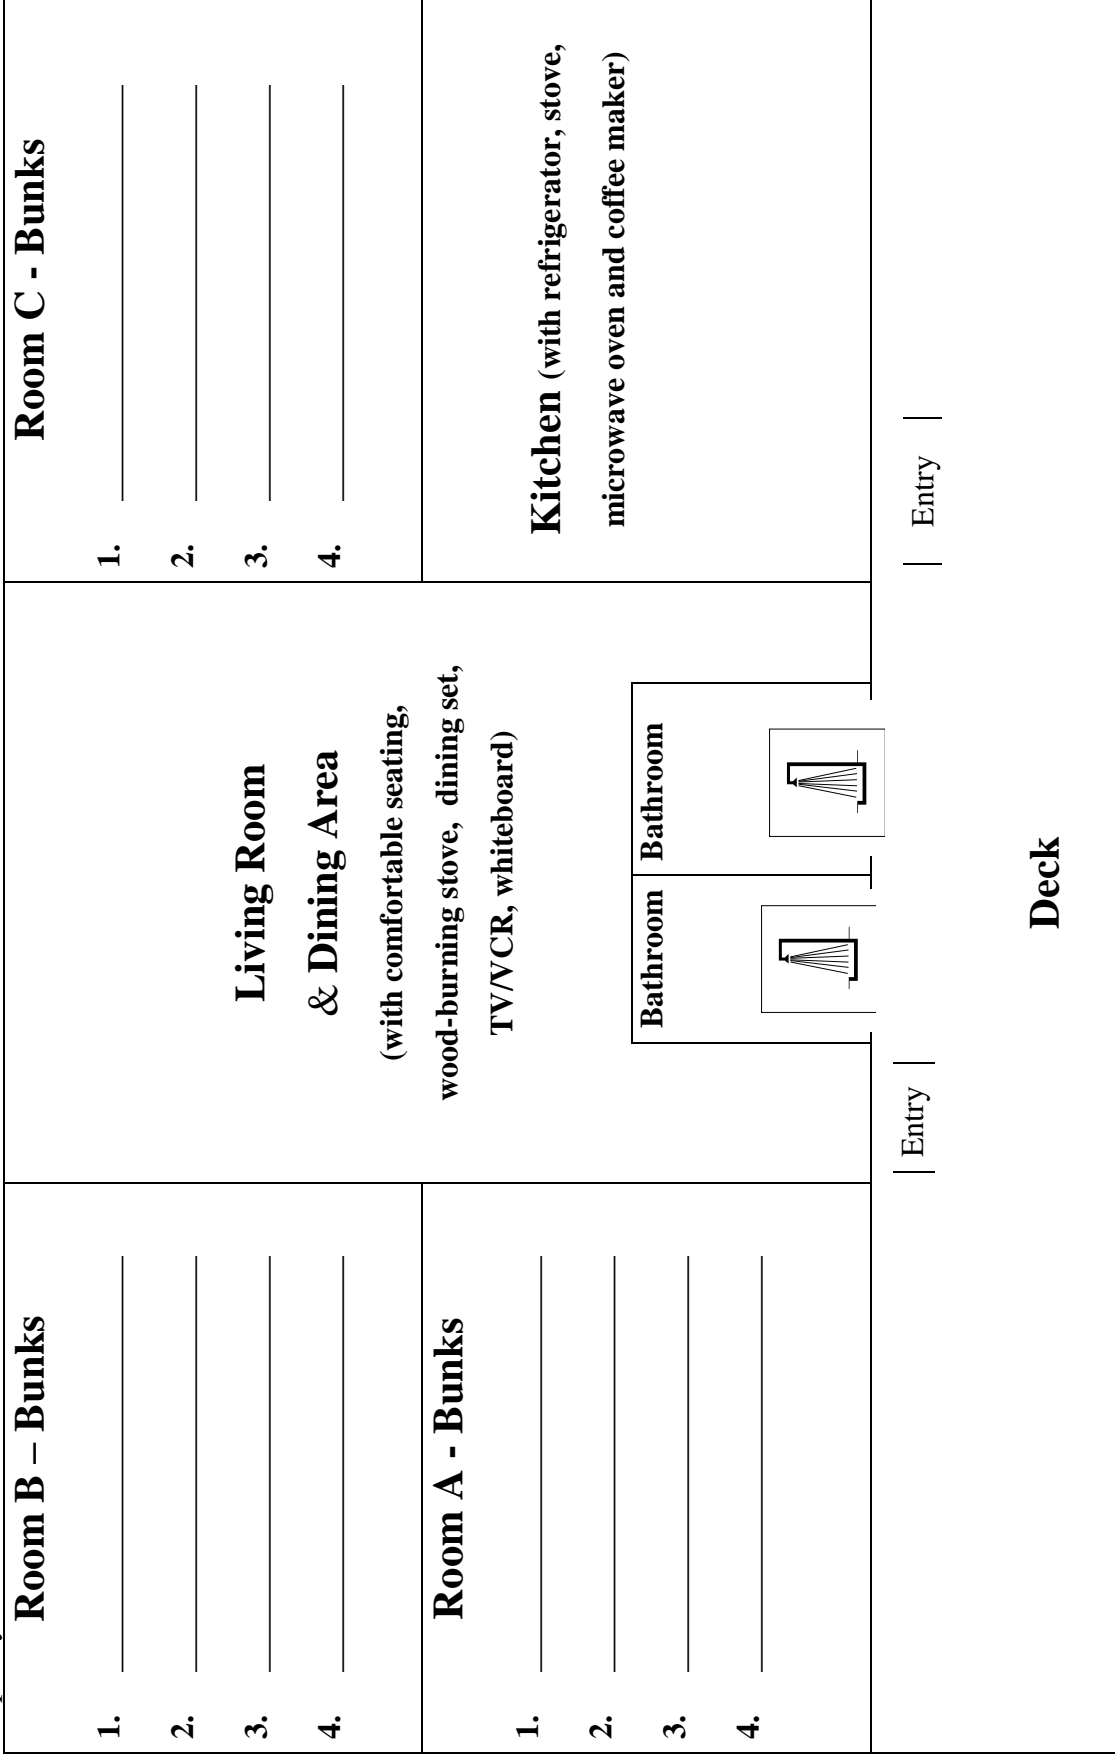 Room B – Bunks
1.
2.
3.
4.
Room A - Bunks
1.
2.
3.
4.
Living Room
& Dining Area
(with comfortable seating,
wood-burning stove, dining set,
TV/VCR, whiteboard)
Bathroom
Bathroom
Room C - Bunks
1.
2.
3.
4.
Kitchen (with refrigerator, stove,
microwave oven and coffee maker)
Entry
Entry
Deck